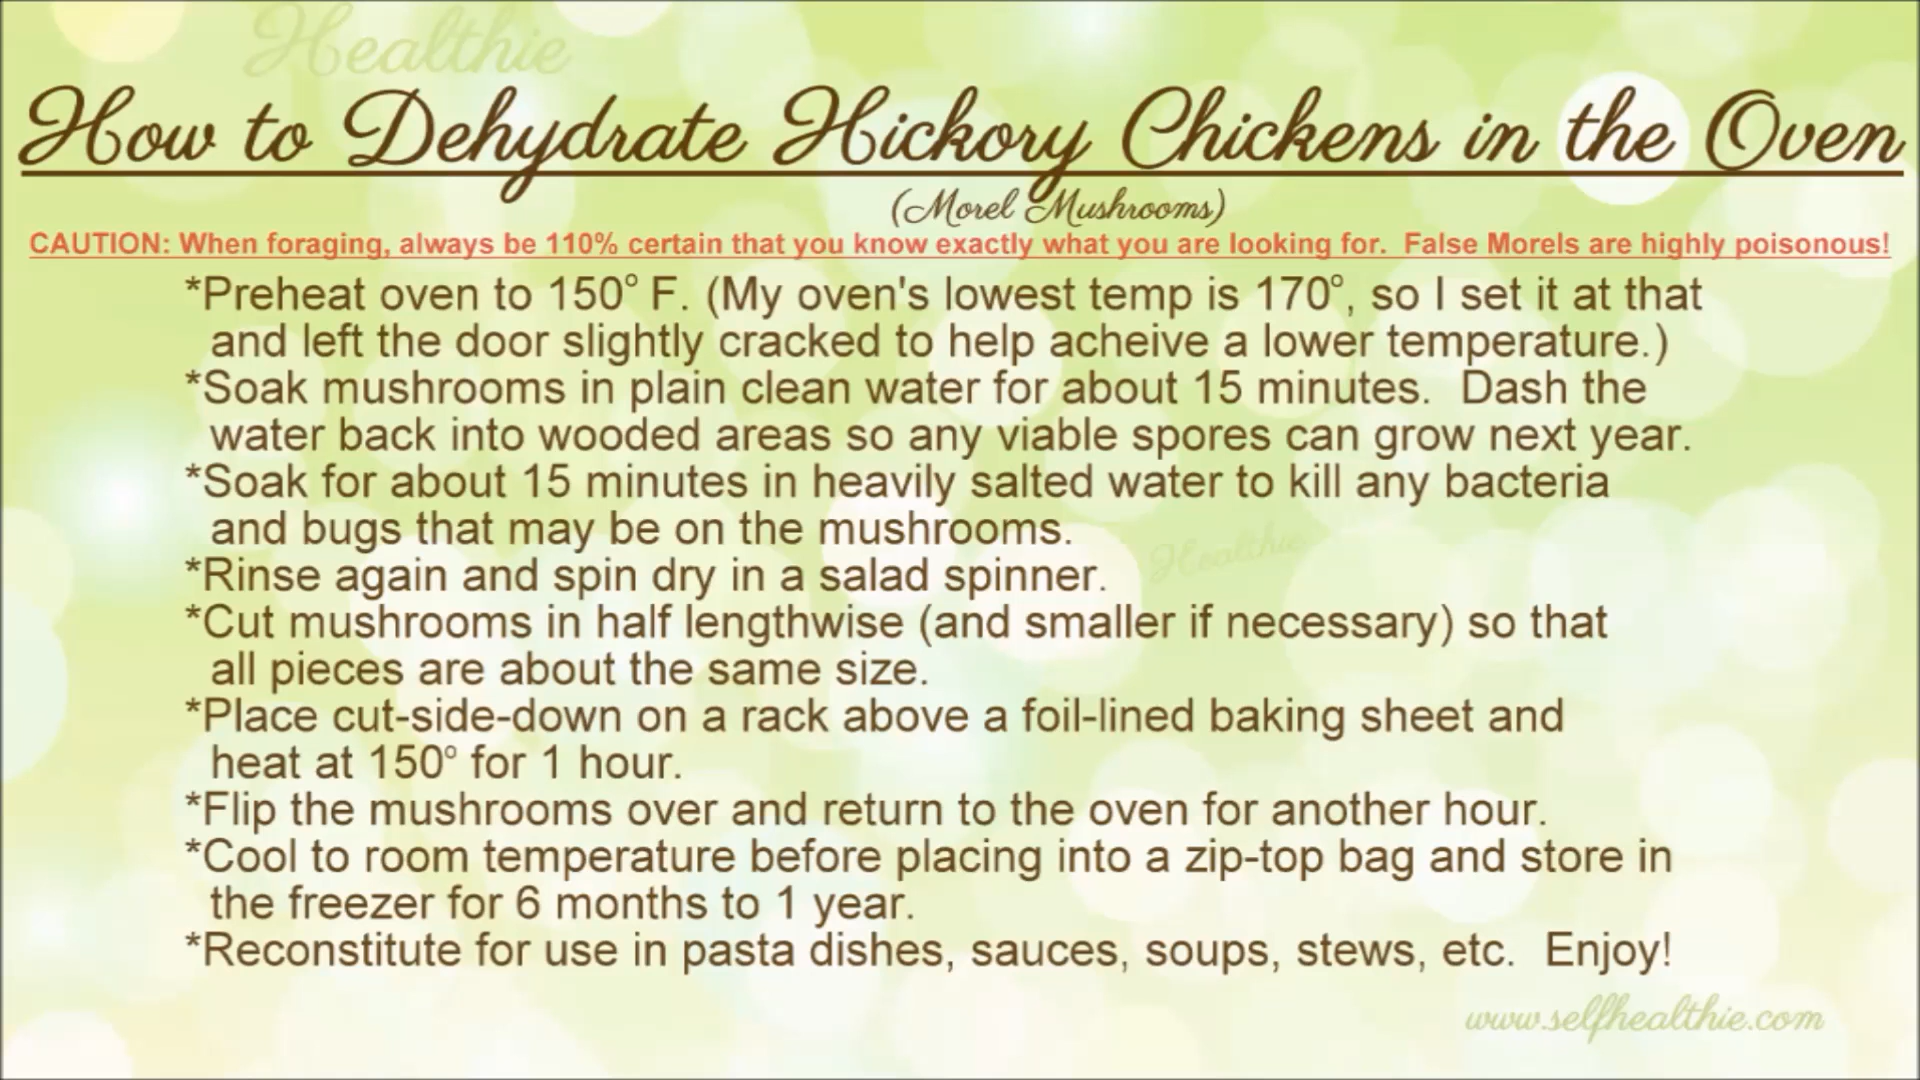 Healthie
How to Dehydrate Hickory Chickens in the Oven
(Morel Mushrooms)
CAUTION: When foraging, always be 110% certain that you know exactly what you are looking for.  False Morels are highly poisonous!
*Preheat oven to 150° F. (My oven's lowest temp is 170°, so I set it at that
and left the door slightly cracked to help acheive a lower temperature.)
*Soak mushrooms in plain clean water for about 15 minutes.  Dash the
water back into wooded areas so any viable spores can grow next year.
*Soak for about 15 minutes in heavily salted water to kill any bacteria
and bugs that may be on the mushrooms.
Healthie
*Rinse again and spin dry in a salad spinner.
*Cut mushrooms in half lengthwise (and smaller if necessary) so that
all pieces are about the same size.
*Place cut-side-down on a rack above a foil-lined baking sheet and
heat at 150° for 1 hour.
*Flip the mushrooms over and return to the oven for another hour.
*Cool to room temperature before placing into a zip-top bag and store in
the freezer for 6 months to 1 year.
*Reconstitute for use in pasta dishes, sauces, soups, stews, etc.  Enjoy!
www.selfhealthie.com